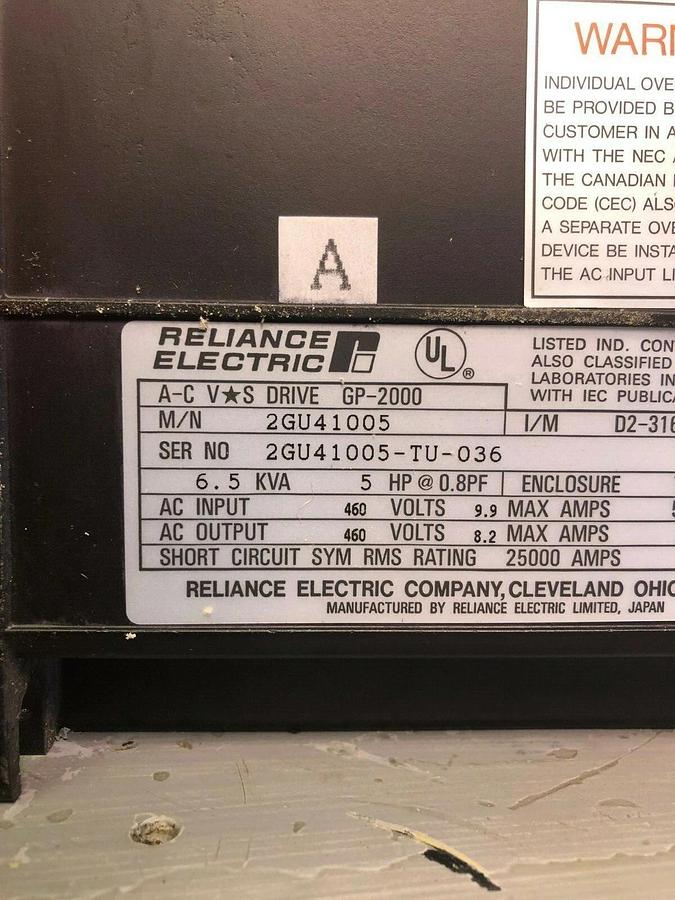 WARN
INDIVIDUAL OVE
BE PROVIDED B
CUSTOMER IN A
WITH THE NEC
THE CANADIAN
CODE (CEC) ALS
A SEPARATE OVE
DEVICE BE INSTA
THE AC INPUT LI
A
RELIANCE
ELECTRIC
UL
®
LISTED IND. CON
ALSO CLASSIFIED
LABORATORIES IN
WITH IEC PUBLICA
A-C V★S DRIVE GP-2000
M/N 2GU41005 I/M D2-316
SER NO 2GU41005-TU-036
6.5 KVA 5 HP @ 0.8PF ENCLOSURE
AC INPUT 460 VOLTS 9.9 MAX AMPS
AC OUTPUT 460 VOLTS 8.2 MAX AMPS
SHORT CIRCUIT SYM RMS RATING 25000 AMPS
RELIANCE ELECTRIC COMPANY, CLEVELAND OHIO
MANUFACTURED BY RELIANCE ELECTRIC LIMITED, JAPAN